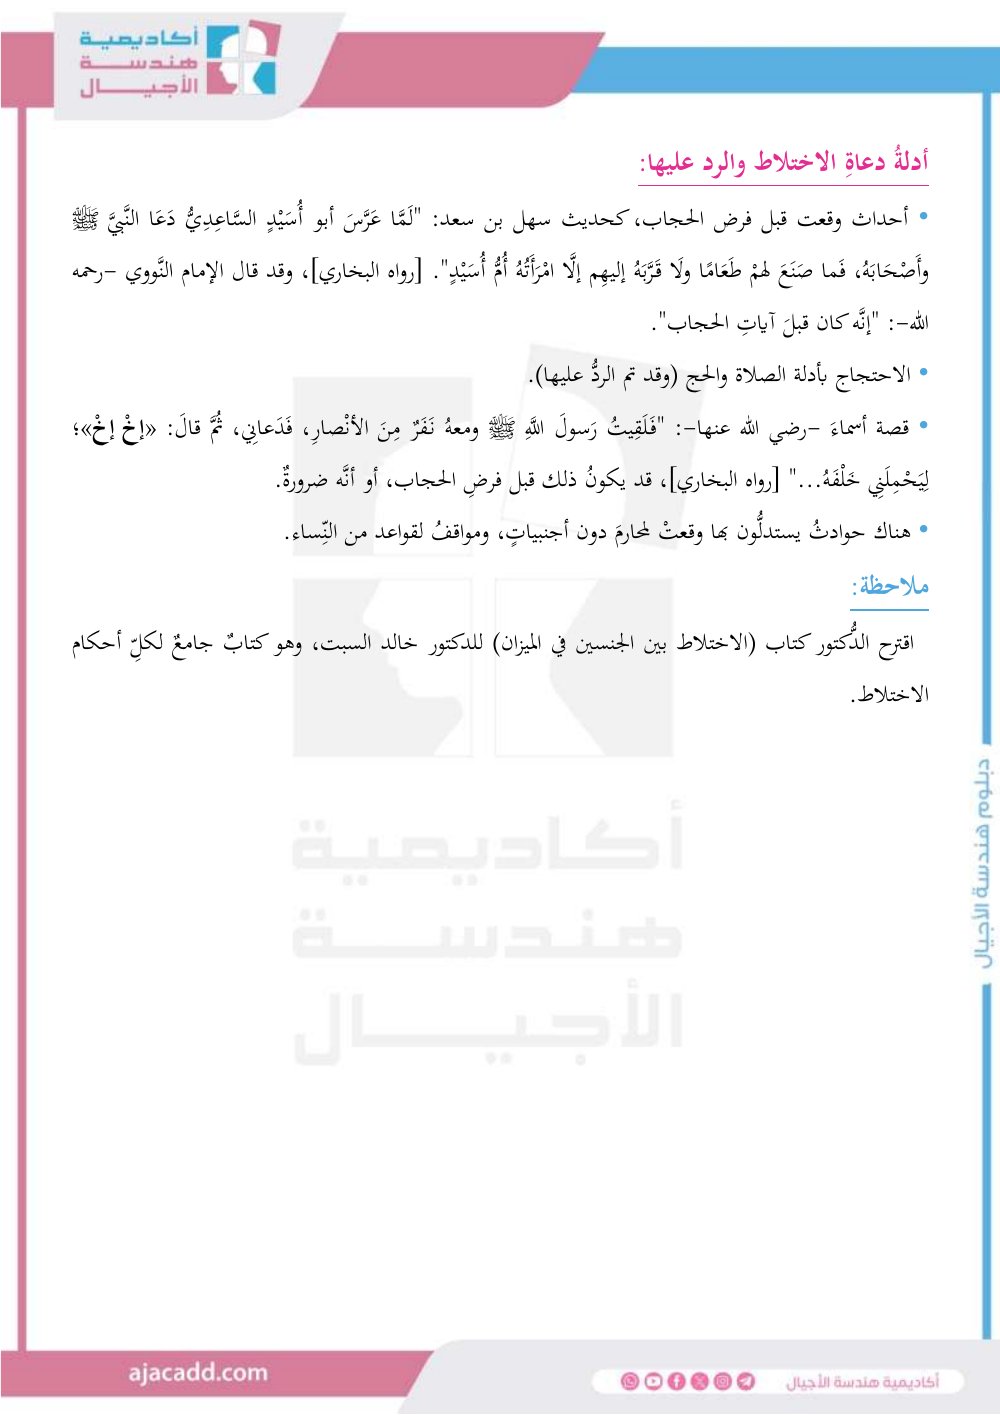 أكاديمية
هندسة
الأجيال
أدلةُ دعاةِ الاختلاط والرد عليها:
• أحداث وقعت قبل فرض الحجاب، كحديث سهل بن سعد: "لَمَّا عَرَّسَ أبو أُسَيْدٍ السَّاعِدِيُّ دَعَا النَّبيَّ ﷺ
وأَصْحَابَهُ، فَما صَنَعَ لهمْ طَعَامًا ولَا قَرَّبَهُ إليهِم إلَّا امْرَأَتُهُ أُمُّ أُسَيْدٍ". [رواه البخاري]، وقد قال الإمام النَّووي –رحمه
الله–: "إنَّه كان قبلَ آياتِ الحجاب".
• الاحتجاج بأدلة الصلاة والحج (وقد تم الردُّ عليها).
• قصة أسماءَ –رضي الله عنها–: "فَلَقِيتُ رَسولَ اللَّهِ ﷺ ومعهُ نَفَرٌ مِنَ الأنْصارِ، فَدَعانِي، ثُمَّ قالَ: «إخْ إخْ»؛
لِيَحْمِلَنِي خَلْفَهُ..." [رواه البخاري]، قد يكونُ ذلك قبل فرضِ الحجاب، أو أنَّه ضرورةٌ.
• هناك حوادثُ يستدلُّون بها وقعتْ لمحارمَ دون أجنبياتٍ، ومواقفُ لقواعد من النِّساء.
ملاحظة:
اقترح الدُّكتور كتاب (الاختلاط بين الجنسين في الميزان) للدكتور خالد السبت، وهو كتابٌ جامعٌ لكلّ أحكام
الاختلاط.
أكاديمية
هندسة
الأجيال
دبلوم هندسة الأجيال
ajacadd.com
أكاديمية هندسة الأجيال